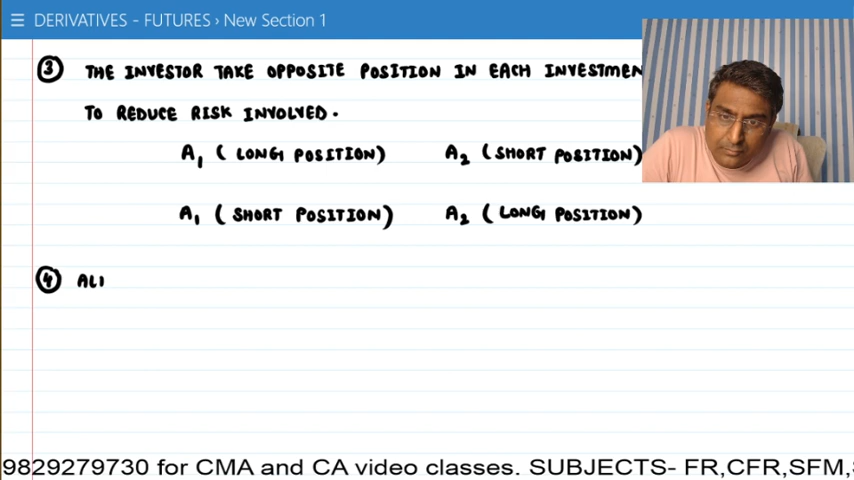 DERIVATIVES - FUTURES › New Section 1
③ THE INVESTOR TAKE OPPOSITE POSITION IN EACH INVESTMEN
TO REDUCE RISK INVOLVED.
A₁ (LONG POSITION) A₂ (SHORT POSITION)
A₁ (SHORT POSITION) A₂ (LONG POSITION)
④
9829279730 for CMA and CA video classes. SUBJECTS- FR,CFR,SFM,